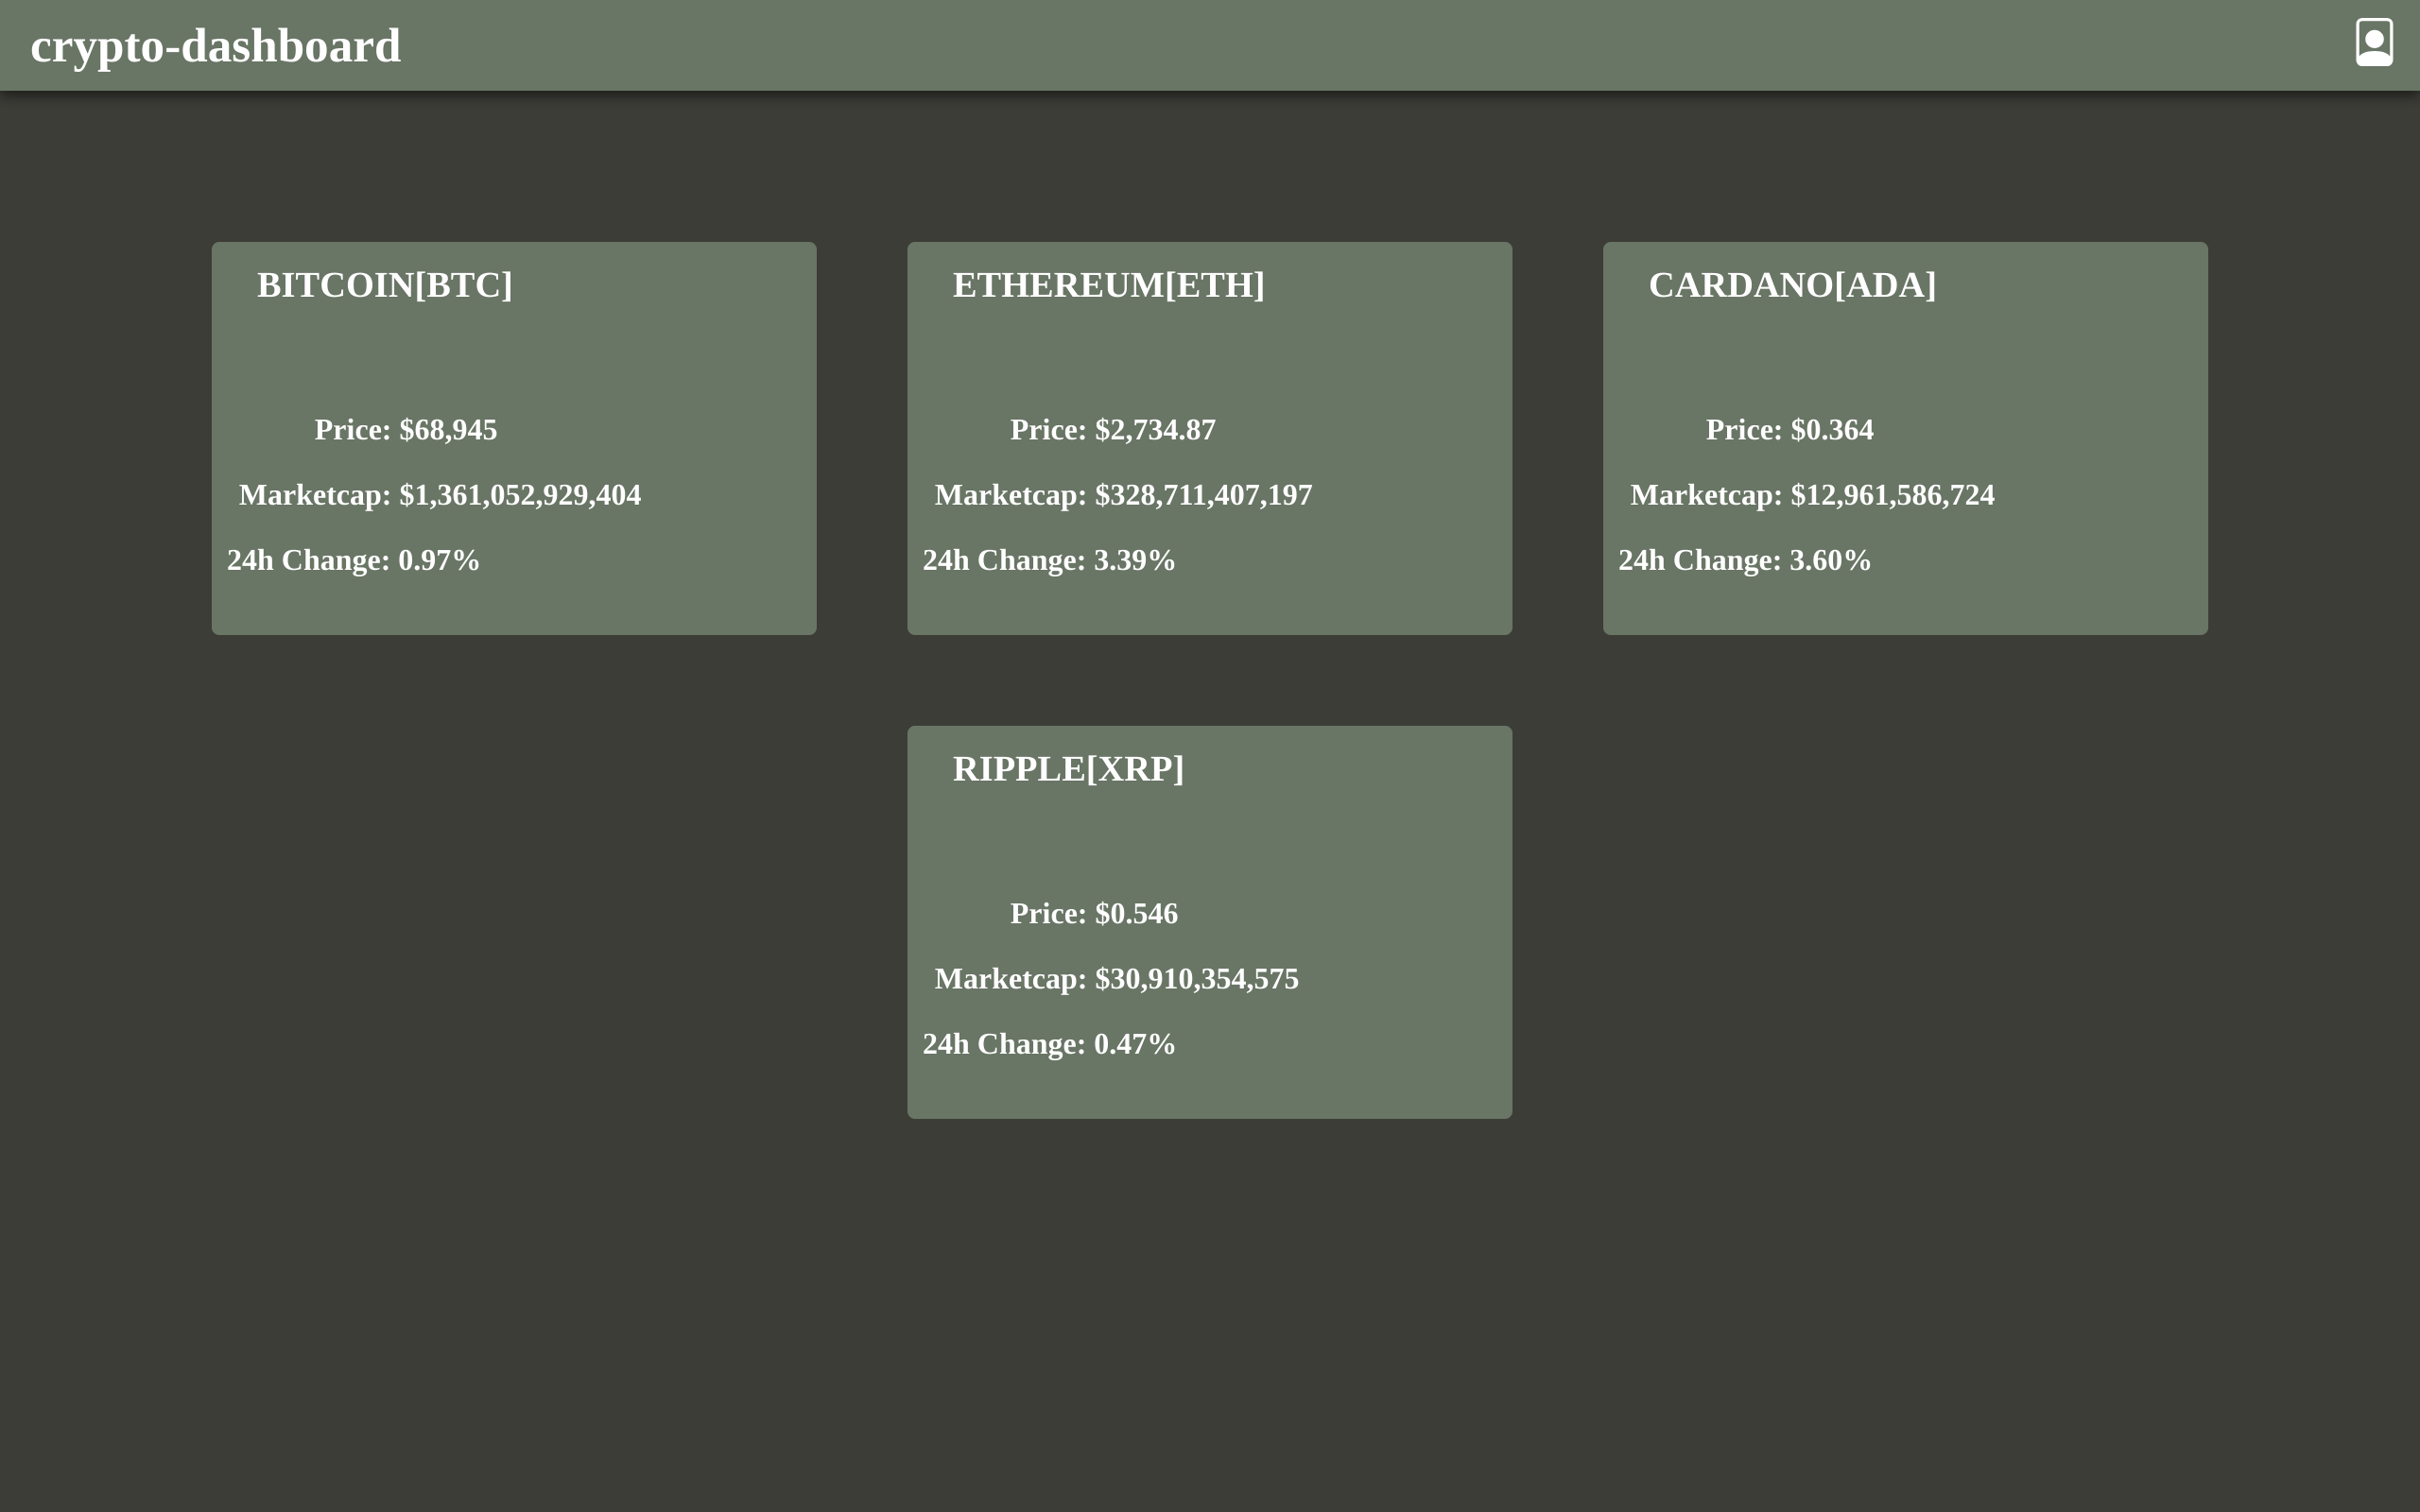 crypto-dashboard
BITCOIN[BTC]
Price: $68,945
Marketcap: $1,361,052,929,404
24h Change: 0.97%
ETHEREUM[ETH]
Price: $2,734.87
Marketcap: $328,711,407,197
24h Change: 3.39%
CARDANO[ADA]
Price: $0.364
Marketcap: $12,961,586,724
24h Change: 3.60%
RIPPLE[XRP]
Price: $0.546
Marketcap: $30,910,354,575
24h Change: 0.47%